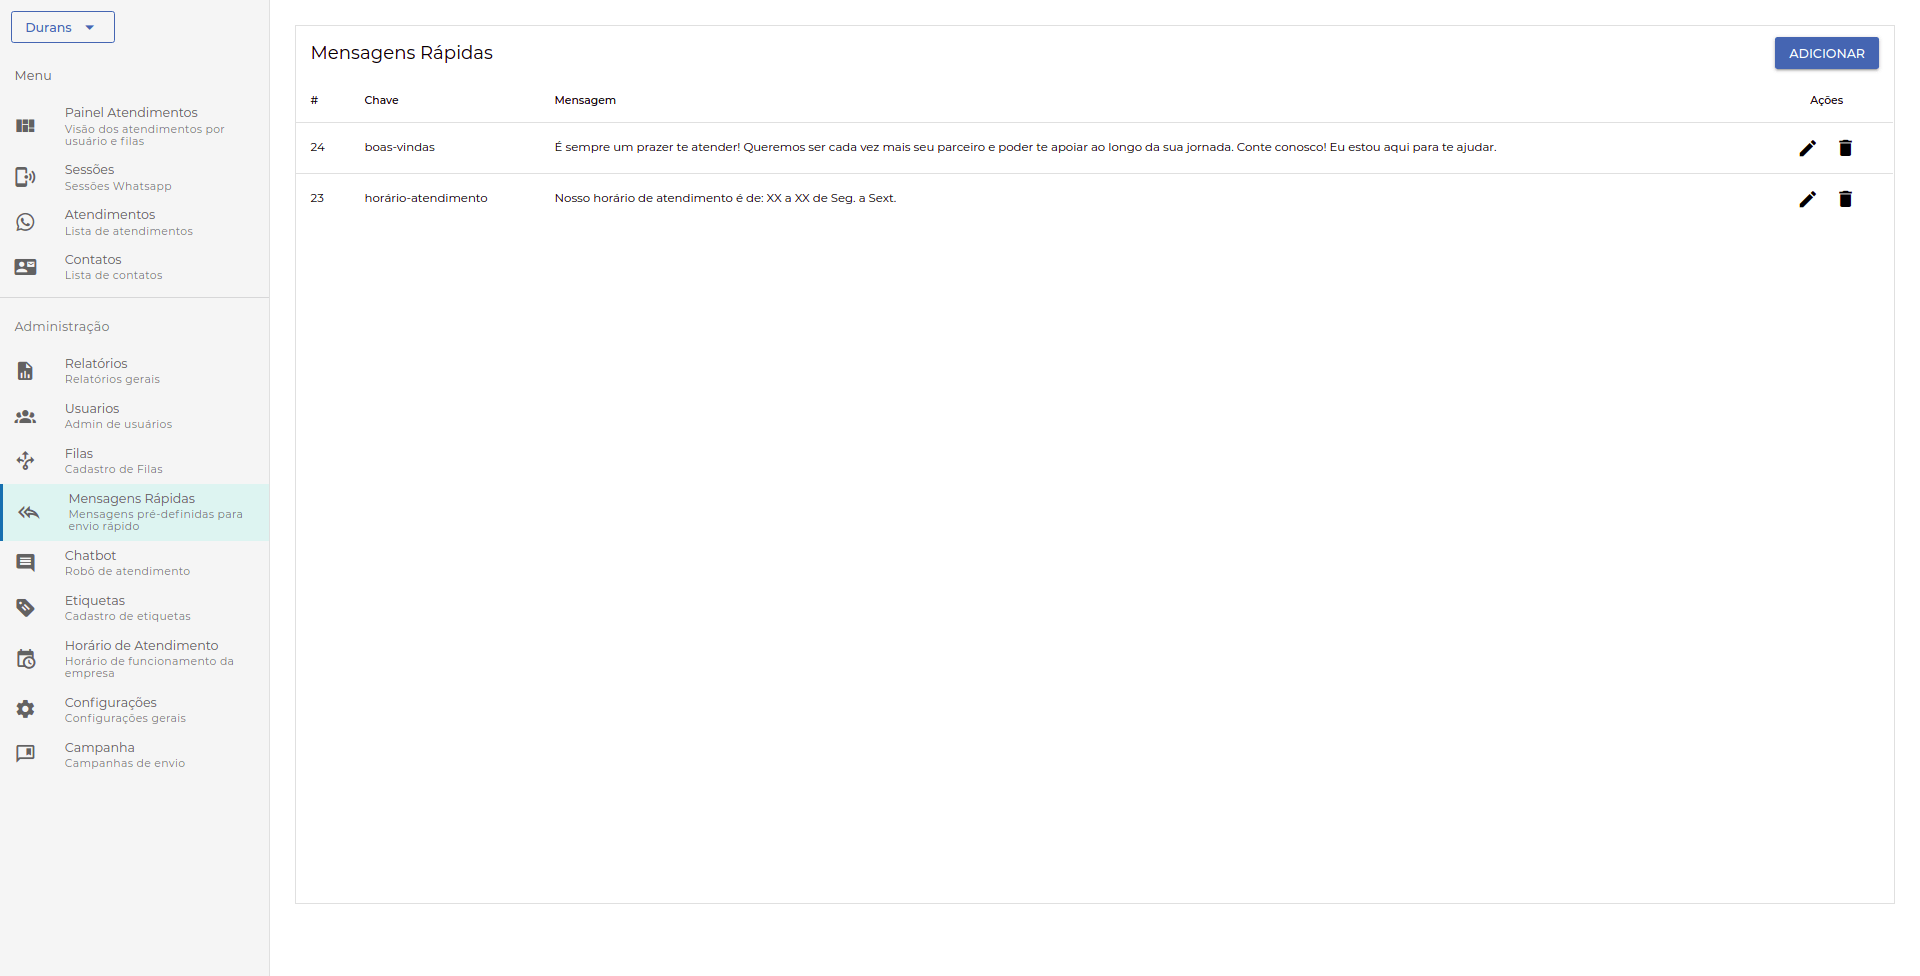 Durans
Menu
Painel Atendimentos
Visão dos atendimentos por
usuário e filas
Sessões
Sessões Whatsapp
Atendimentos
Lista de atendimentos
Contatos
Lista de contatos
Administração
Relatórios
Relatórios gerais
Usuarios
Admin de usuários
Filas
Cadastro de Filas
Mensagens Rápidas
Mensagens pré-definidas para
envio rápido
Chatbot
Robô de atendimento
Etiquetas
Cadastro de etiquetas
Horário de Atendimento
Horário de funcionamento da
empresa
Configurações
Configurações gerais
Campanha
Campanhas de envio
Mensagens Rápidas
ADICIONAR
# Chave Mensagem Ações
24 boas-vindas É sempre um prazer te atender! Queremos ser cada vez mais seu parceiro e poder te apoiar ao longo da sua jornada. Conte conosco! Eu estou aqui para te ajudar.
23 horário-atendimento Nosso horário de atendimento é de: XX a XX de Seg. a Sext.